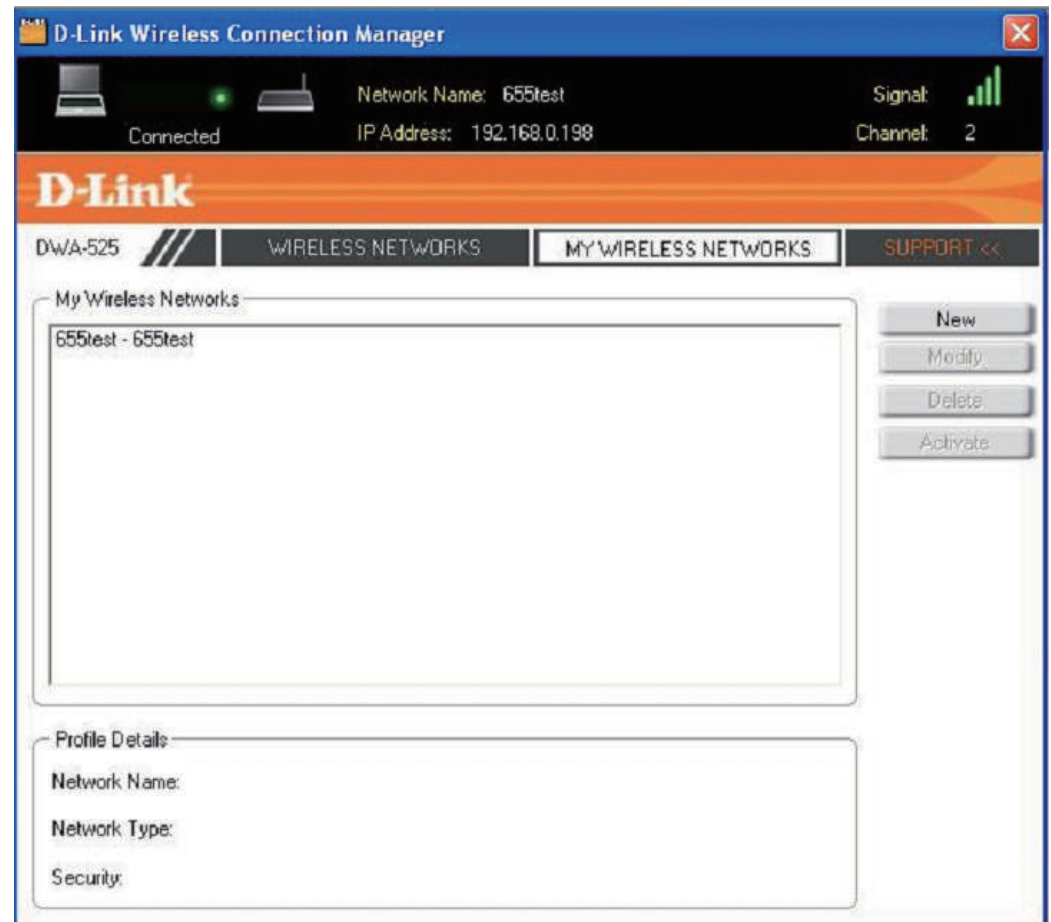 D-Link Wireless Connection Manager
Network Name: 655test
Signal:
Connected
IP Address: 192.168.0.198
Channel: 2
D-Link
DWA-525
WIRELESS NETWORKS
MY WIRELESS NETWORKS
SUPPORT <<
My Wireless Networks
655test - 655test
New
Modify
Delete
Activate
Profile Details
Network Name:
Network Type:
Security: